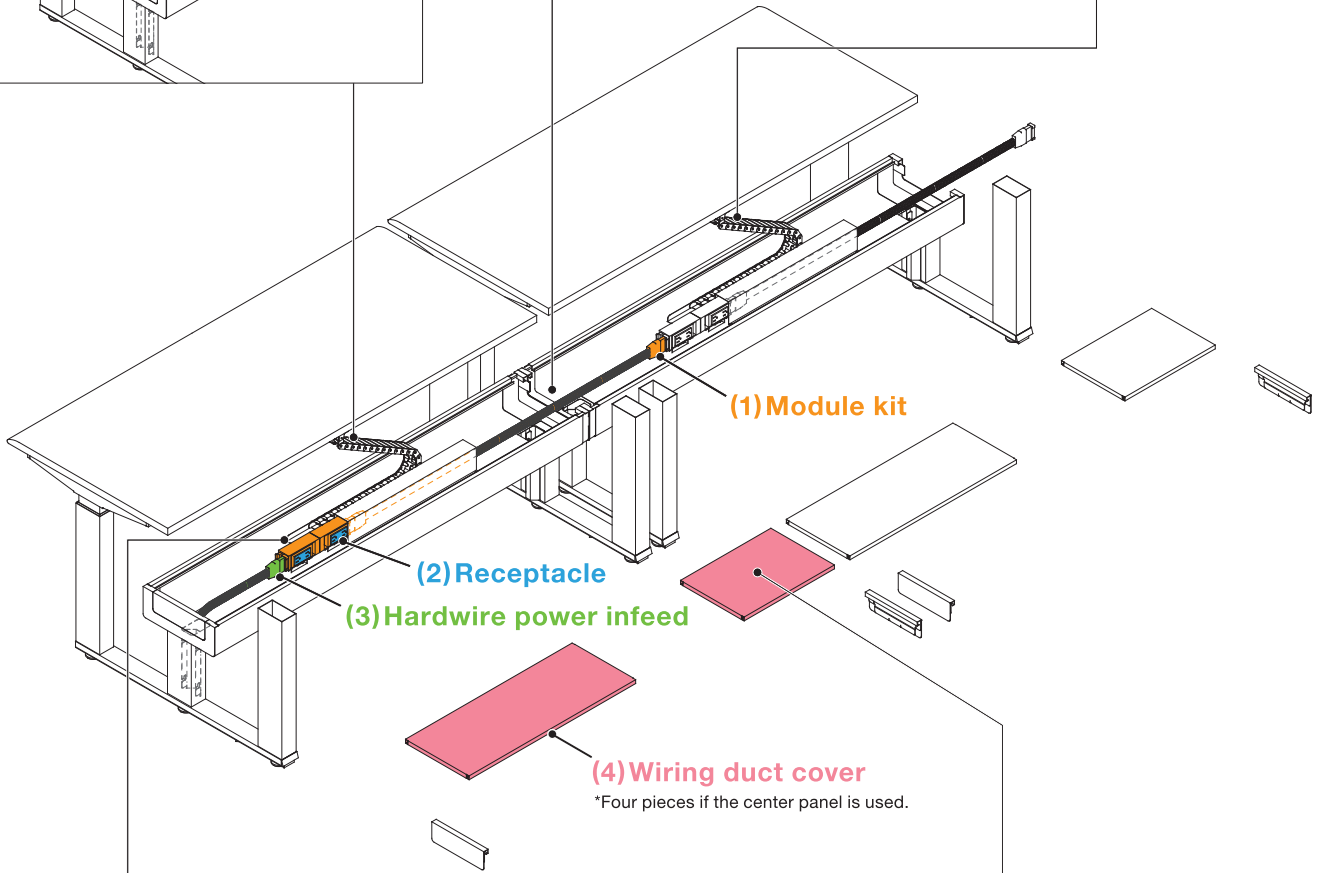 (1)Module kit
(2)Receptacle
(3)Hardwire power infeed
(4)Wiring duct cover
*Four pieces if the center panel is used.